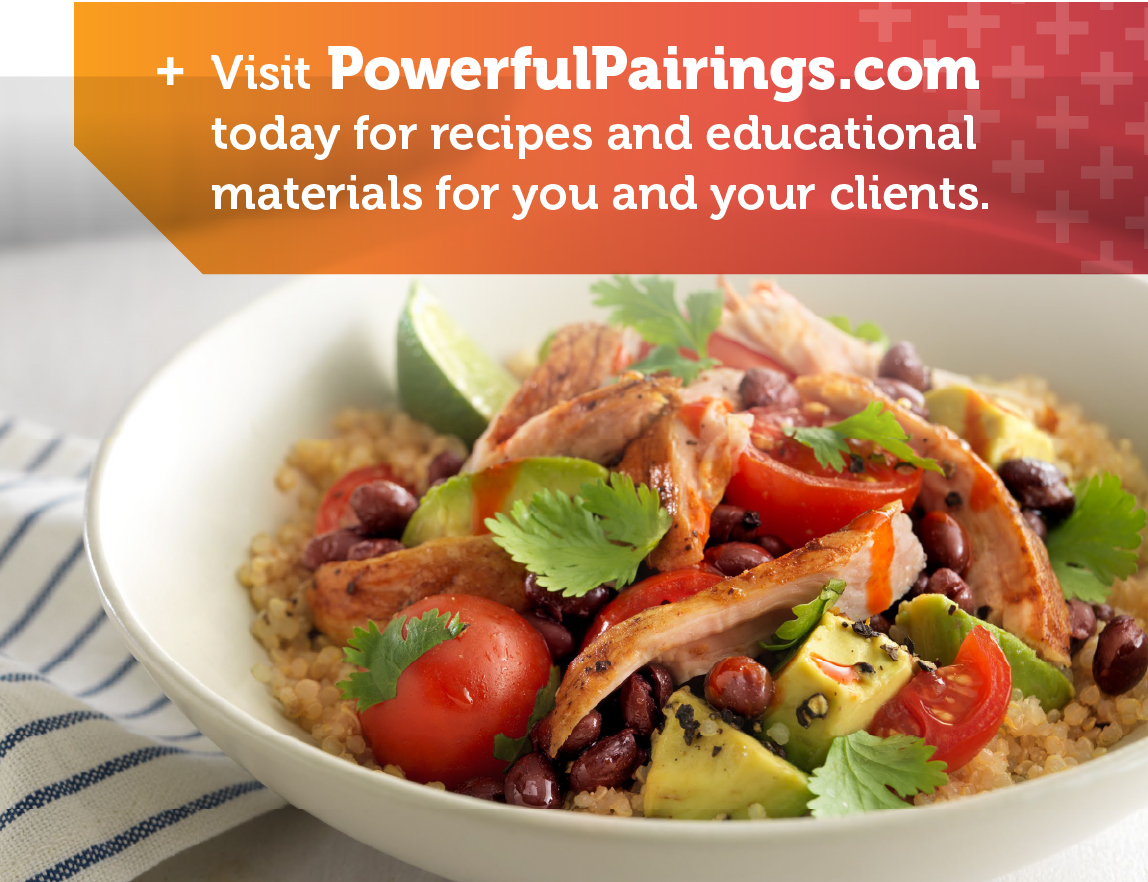 + Visit PowerfulPairings.com
today for recipes and educational
materials for you and your clients.